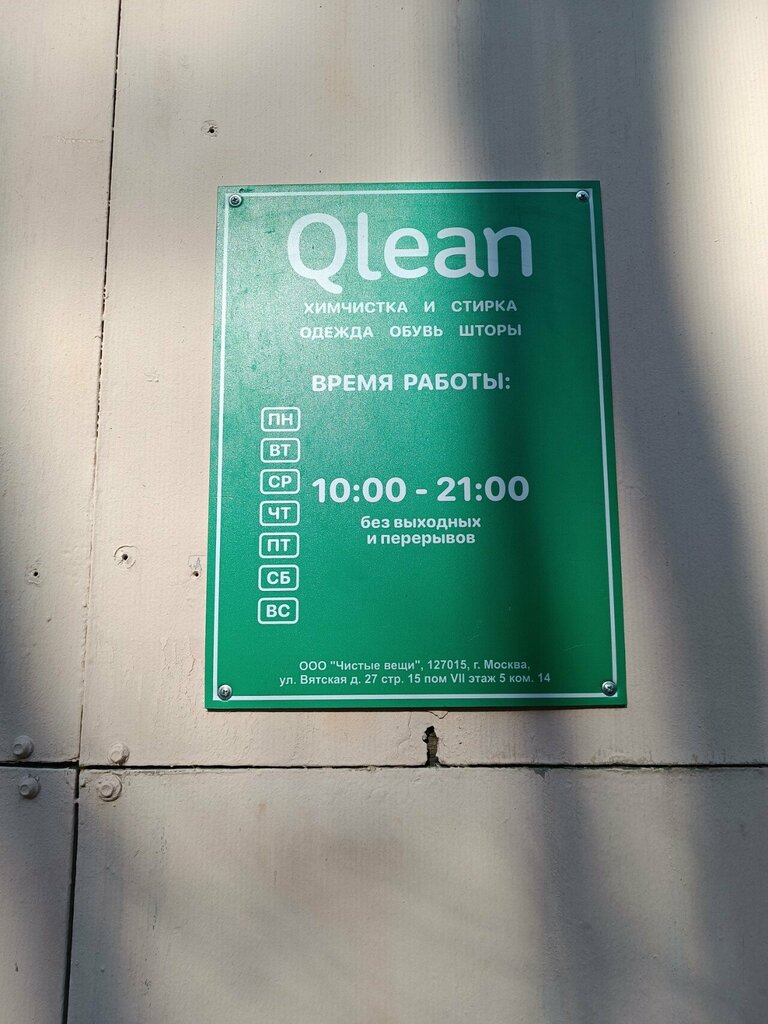 Qlean
ХИМЧИСТКА И СТИРКА
ОДЕЖДА ОБУВЬ ШТОРЫ
ВРЕМЯ РАБОТЫ:
ПН
ВТ
СР
ЧТ
ПТ
СБ
ВС
10:00 - 21:00
без выходных
и перерывов
ООО "Чистые вещи", 127015, г. Москва,
ул. Вятская д. 27 стр. 15 пом VII этаж 5 ком. 14